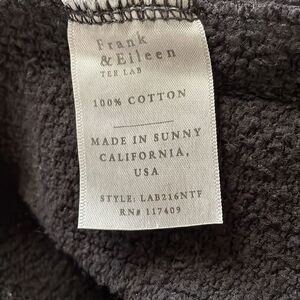 Frank
& Eileen
TEE LAB
100% COTTON
MADE IN SUNNY
CALIFORNIA,
USA
STYLE: LAB216NTF
RN# 117409